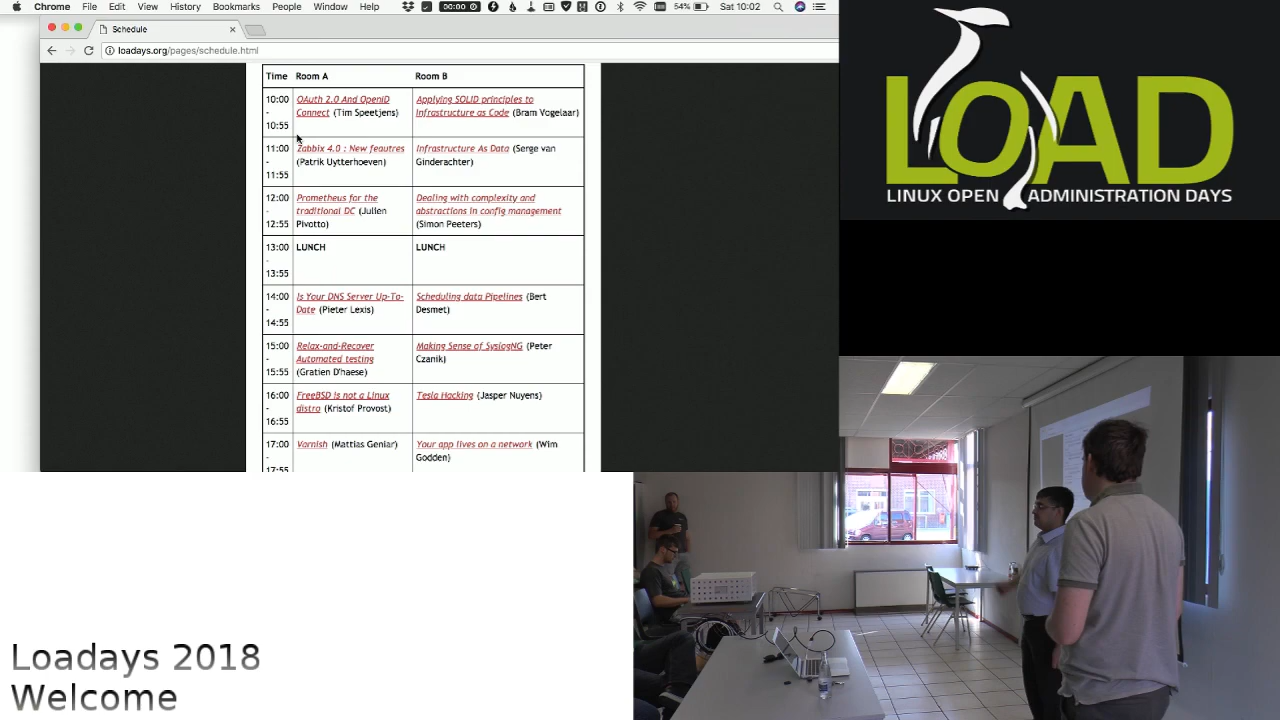 Chrome File Edit View History Bookmarks People Window Help 00:00 54% Sat 10:02
Schedule
loadays.org/pages/schedule.html
Time Room A Room B
10:00 OAuth 2.0 And OpenID Applying SOLID principles to
- Connect (Tim Speetjens) Infrastructure as Code (Bram Vogelaar)
10:55
11:00 Zabbix 4.0 : New feautres Infrastructure As Data (Serge van
- (Patrik Uytterhoeven) Ginderachter)
11:55
12:00 Prometheus for the Dealing with complexity and
- traditional DC (Julien abstractions in config management
12:55 Pivotto) (Simon Peeters)
13:00 LUNCH LUNCH
-
13:55
14:00 Is Your DNS Server Up-To- Scheduling data Pipelines (Bert
- Date (Pieter Lexis) Desmet)
14:55
15:00 Relax-and-Recover Making Sense of SyslogNG (Peter
- Automated testing Czanik)
15:55 (Gratien D'haese)
16:00 FreeBSD is not a Linux Tesla Hacking (Jasper Nuyens)
- distro (Kristof Provost)
16:55
17:00 Varnish (Mattias Geniar) Your app lives on a network (Wim
- Godden)
17:55
LOAD
LINUX OPEN ADMINISTRATION DAYS
Loadays 2018
Welcome